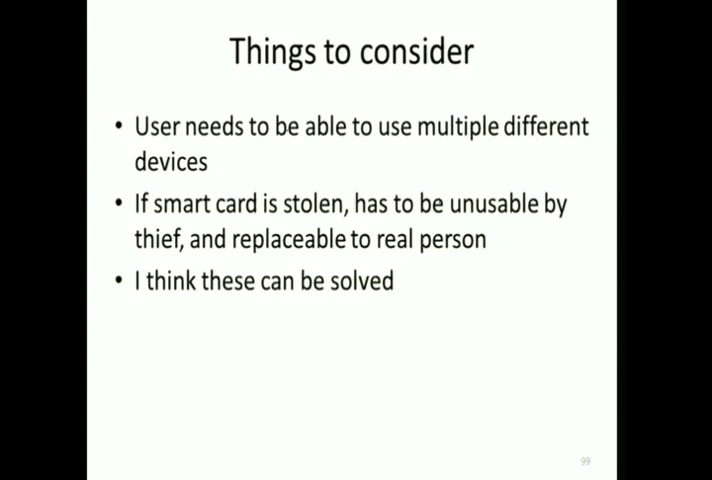 Things to consider
• User needs to be able to use multiple different
devices
• If smart card is stolen, has to be unusable by
thief, and replaceable to real person
• I think these can be solved
99